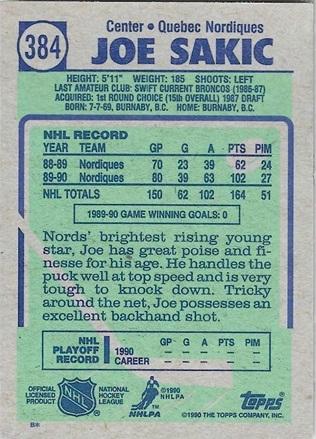 384
Center • Quebec Nordiques
JOE SAKIC
HEIGHT: 5'11" WEIGHT: 185 SHOOTS: LEFT
LAST AMATEUR CLUB: SWIFT CURRENT BRONCOS (1986-87)
ACQUIRED: 1st ROUND CHOICE (15th OVERALL) 1987 DRAFT
BORN: 7-7-69, BURNABY, B.C. HOME: BURNABY, B.C.
NHL RECORD
YEAR TEAM GP G A PTS PIM
88-89 Nordiques 70 23 39 62 24
89-90 Nordiques 80 39 63 102 27
NHL TOTALS 150 62 102 164 51
1989-90 GAME WINNING GOALS: 0
Nords' brightest rising young
star, Joe has great poise and fi-
nesse for his age. He handles the
puck well at top speed and is very
tough to knock down. Tricky
around the net, Joe possesses an
excellent backhand shot.
NHL PLAYOFF RECORD
GP G A PTS PIM
1990 – – – – –
CAREER – – – – –
OFFICIAL LICENSED PRODUCT
NHL
NATIONAL HOCKEY LEAGUE
©1990
NHLPA
topps
©1990 THE TOPPS COMPANY, INC.
B*